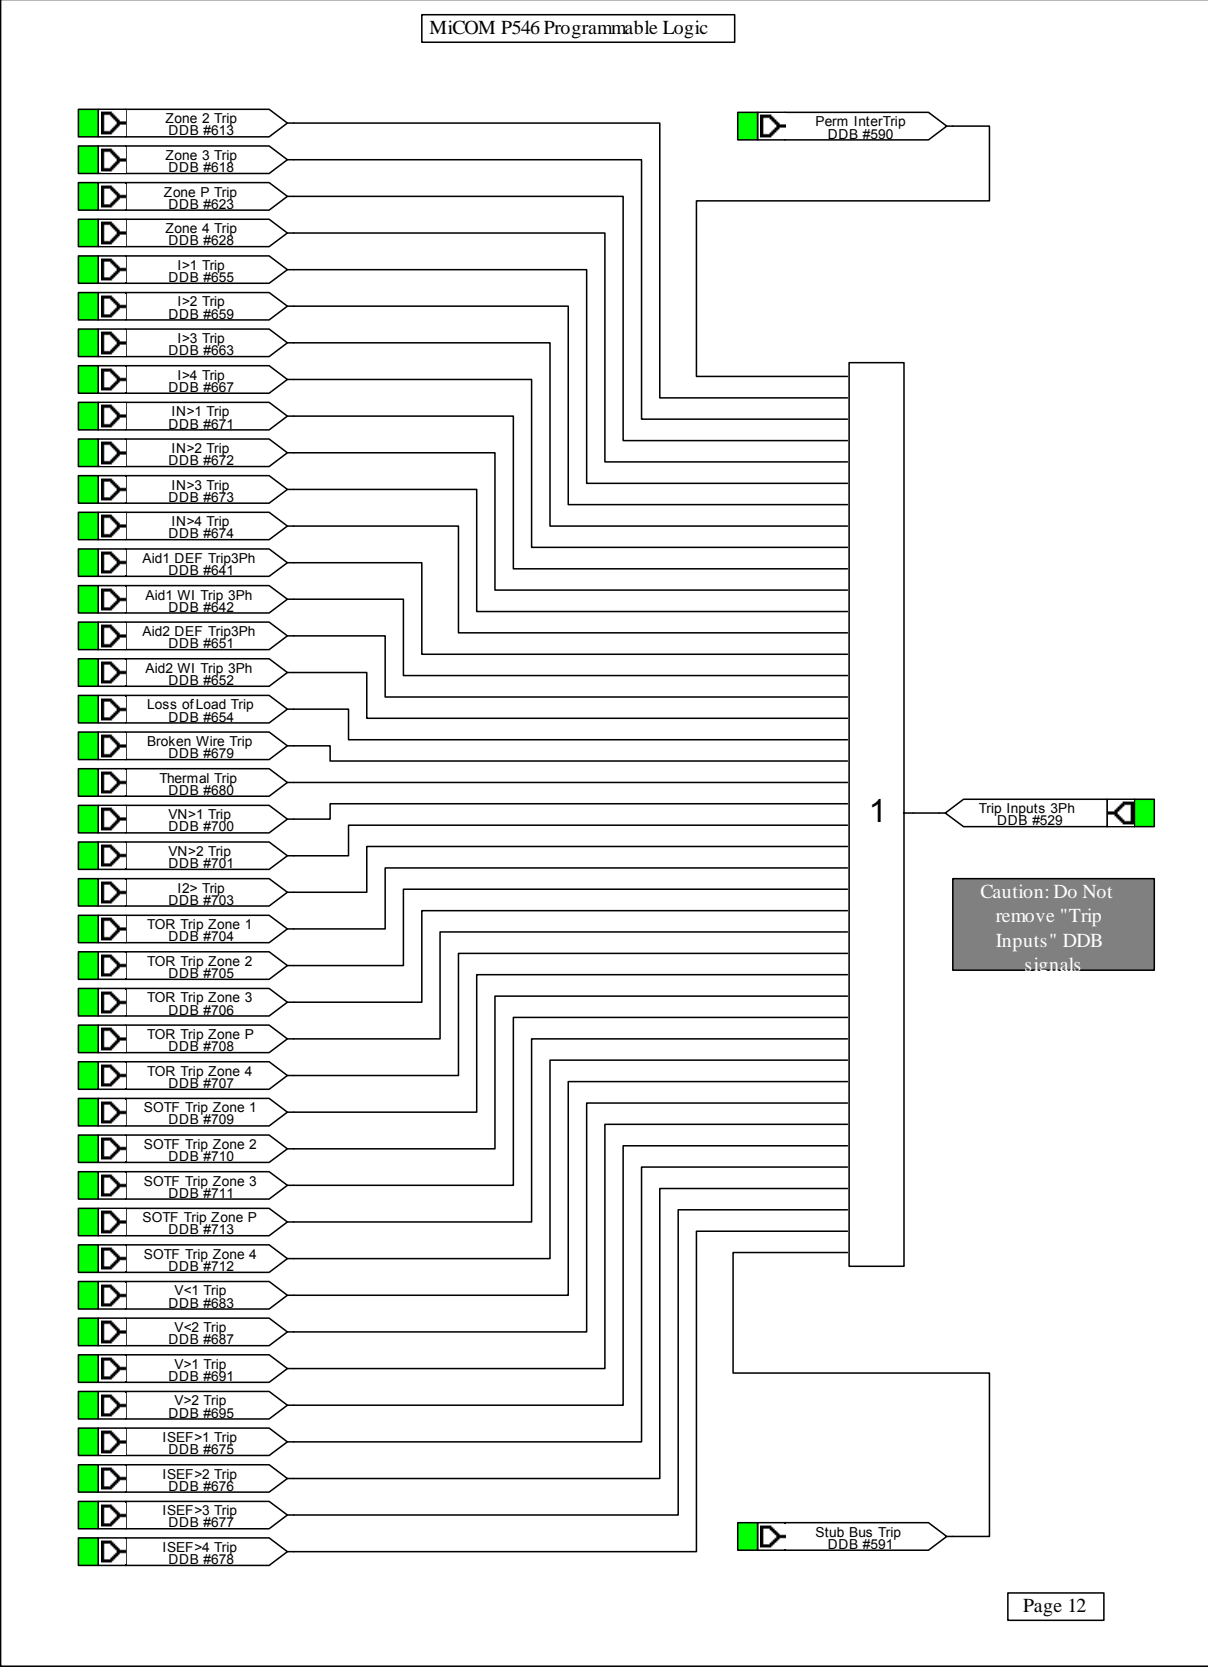 MiCOM P546 Programmable Logic
Zone 2 Trip
DDB #613
Zone 3 Trip
DDB #618
Zone P Trip
DDB #623
Zone 4 Trip
DDB #628
I>1 Trip
DDB #655
I>2 Trip
DDB #659
I>3 Trip
DDB #663
I>4 Trip
DDB #667
IN>1 Trip
DDB #671
IN>2 Trip
DDB #672
IN>3 Trip
DDB #673
IN>4 Trip
DDB #674
Aid1 DEF Trip3Ph
DDB #641
Aid1 WI Trip 3Ph
DDB #642
Aid2 DEF Trip3Ph
DDB #651
Aid2 WI Trip 3Ph
DDB #652
Loss of Load Trip
DDB #654
Broken Wire Trip
DDB #679
Thermal Trip
DDB #680
VN>1 Trip
DDB #700
VN>2 Trip
DDB #701
I2> Trip
DDB #703
TOR Trip Zone 1
DDB #704
TOR Trip Zone 2
DDB #705
TOR Trip Zone 3
DDB #706
TOR Trip Zone P
DDB #708
TOR Trip Zone 4
DDB #707
SOTF Trip Zone 1
DDB #709
SOTF Trip Zone 2
DDB #710
SOTF Trip Zone 3
DDB #711
SOTF Trip Zone P
DDB #713
SOTF Trip Zone 4
DDB #712
V<1 Trip
DDB #683
V<2 Trip
DDB #687
V>1 Trip
DDB #691
V>2 Trip
DDB #695
ISEF>1 Trip
DDB #675
ISEF>2 Trip
DDB #676
ISEF>3 Trip
DDB #677
ISEF>4 Trip
DDB #678
Perm InterTrip
DDB #590
1
Trip Inputs 3Ph
DDB #529
Caution: Do Not
remove "Trip
Inputs" DDB
signals
Stub Bus Trip
DDB #591
Page 12